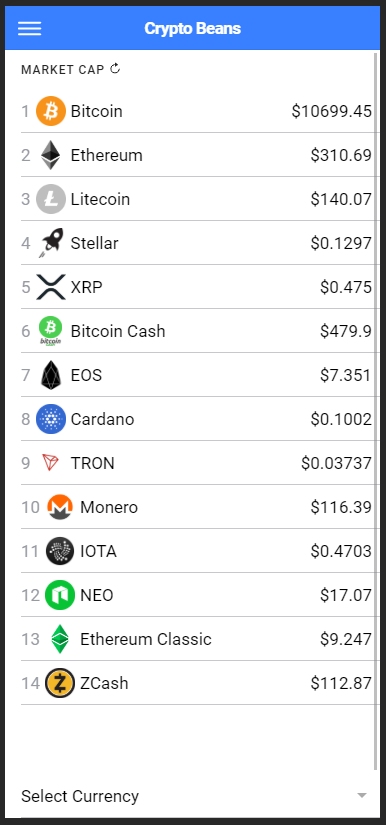 Crypto Beans
MARKET CAP
1 Bitcoin $10699.45
2 Ethereum $310.69
3 Litecoin $140.07
4 Stellar $0.1297
5 XRP $0.475
6 Bitcoin Cash $479.9
bitcoin
7 EOS $7.351
8 Cardano $0.1002
9 TRON $0.03737
10 Monero $116.39
11 IOTA $0.4703
12 NEO $17.07
13 Ethereum Classic $9.247
14 ZCash $112.87
Select Currency